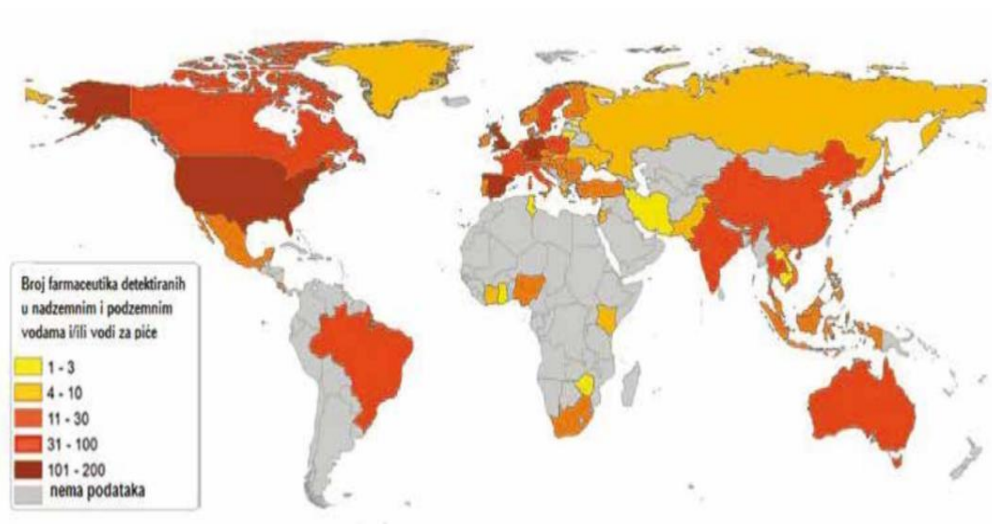 Broj farmaceutika detektiranih
u nadzemnim i podzemnim
vodama i/ili vodi za piće
1 - 3
4 - 10
11 - 30
31 - 100
101 - 200
nema podataka